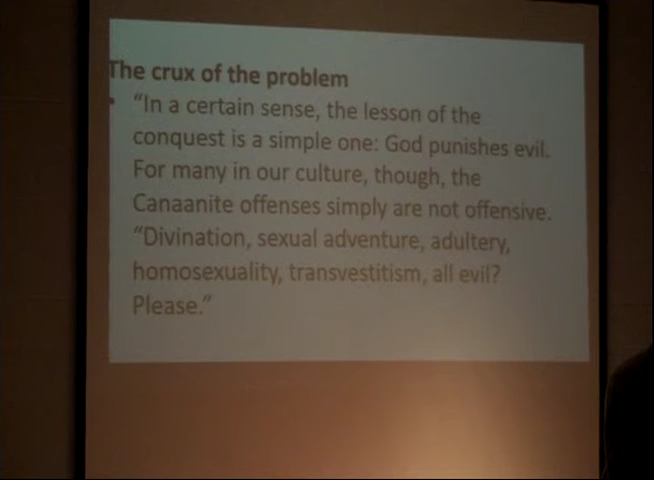 The crux of the problem
• "In a certain sense, the lesson of the
conquest is a simple one: God punishes evil.
For many in our culture, though, the
Canaanite offenses simply are not offensive.
"Divination, sexual adventure, adultery,
homosexuality, transvestitism, all evil?
Please."